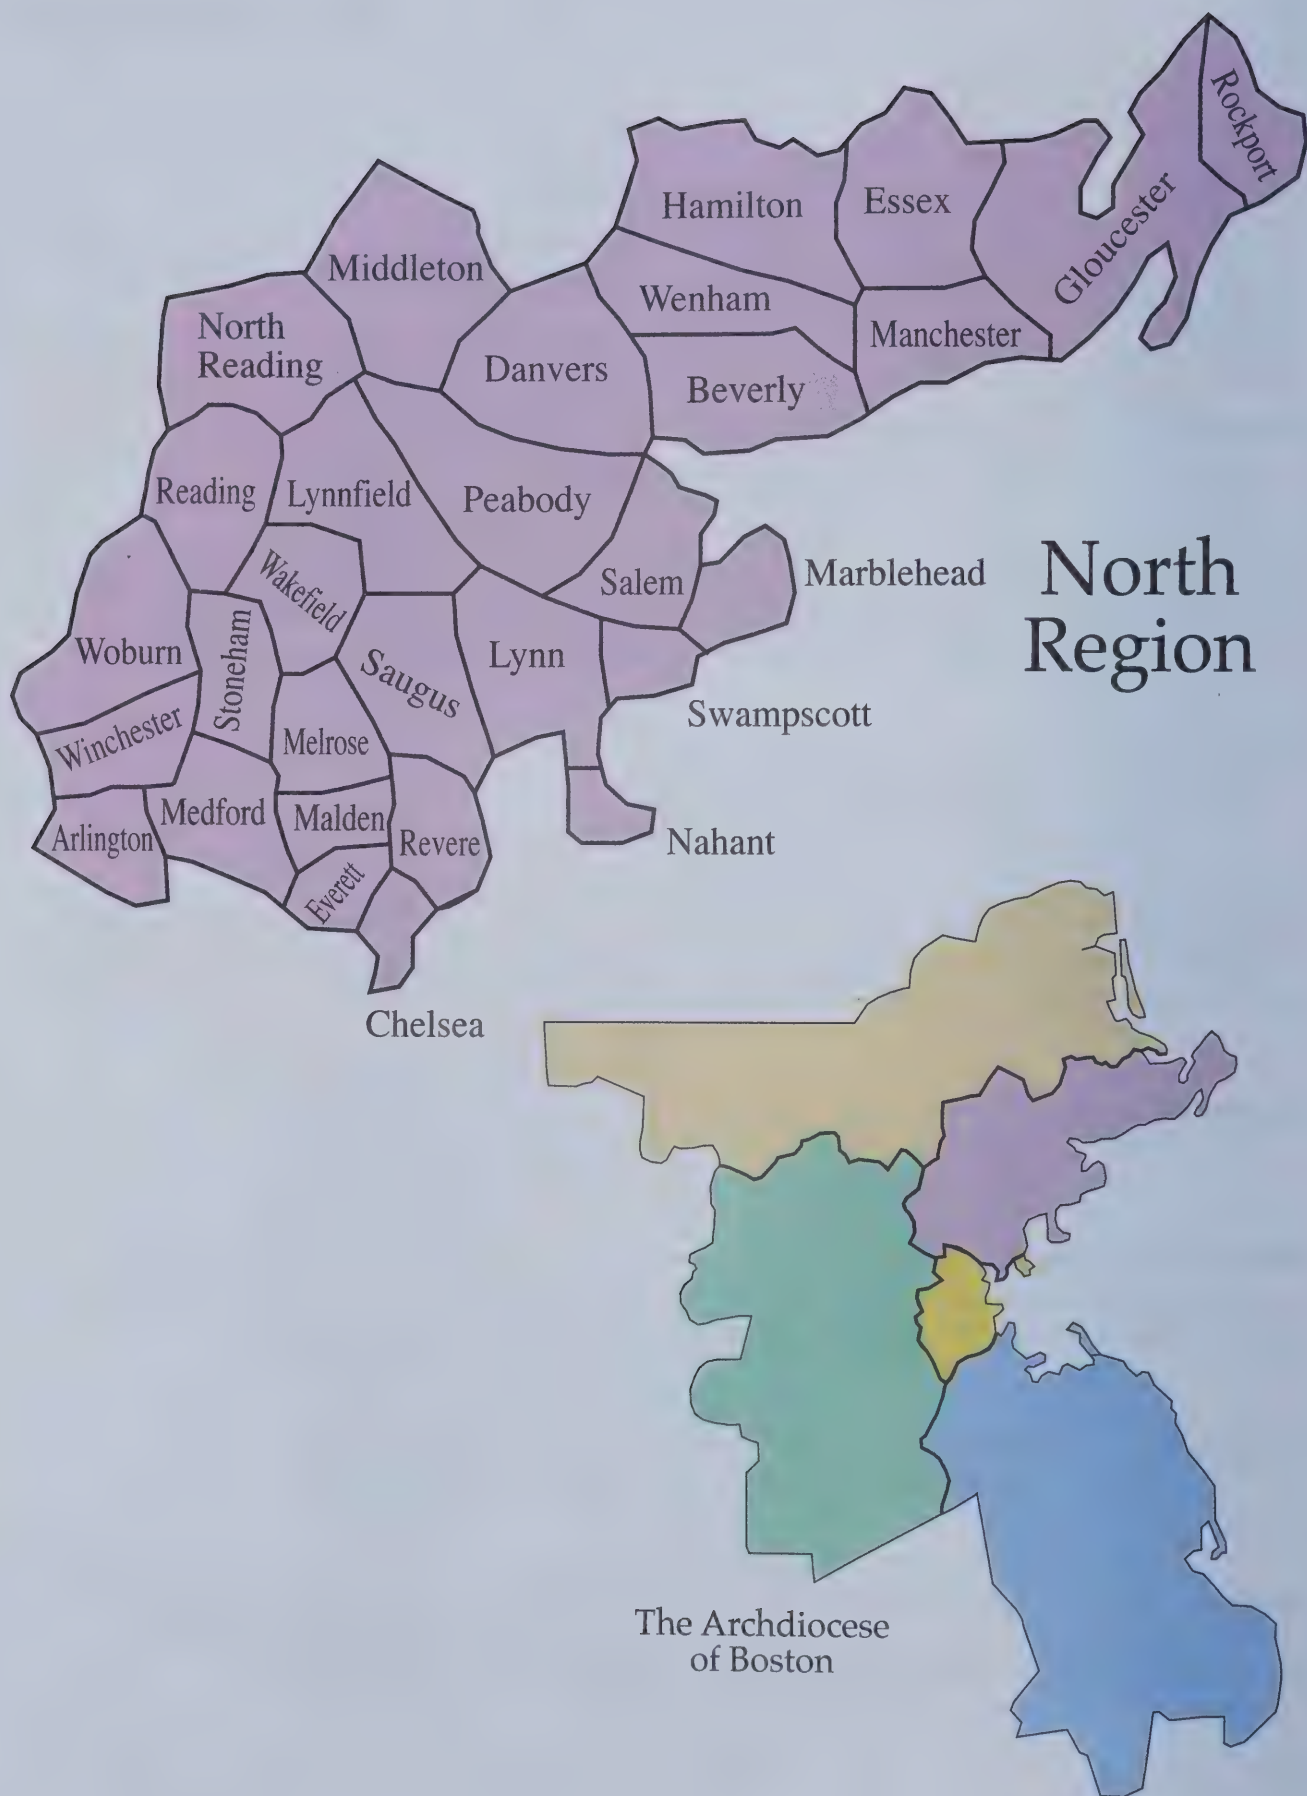 Rockport
Hamilton
Essex
Gloucester
Middleton
Wenham
North
Reading
Manchester
Danvers
Beverly
Reading
Lynnfield
Peabody
Wakefield
Salem
Marblehead
North
Region
Woburn
Stoneham
Saugus
Lynn
Swampscott
Winchester
Melrose
Arlington
Medford
Malden
Revere
Nahant
Everett
Chelsea
The Archdiocese
of Boston